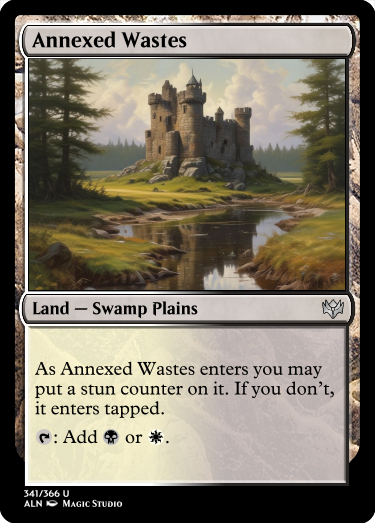 Annexed Wastes
Land — Swamp Plains
As Annexed Wastes enters you may
put a stun counter on it. If you don't,
it enters tapped.
: Add or .
341/366 U
ALN Magic Studio